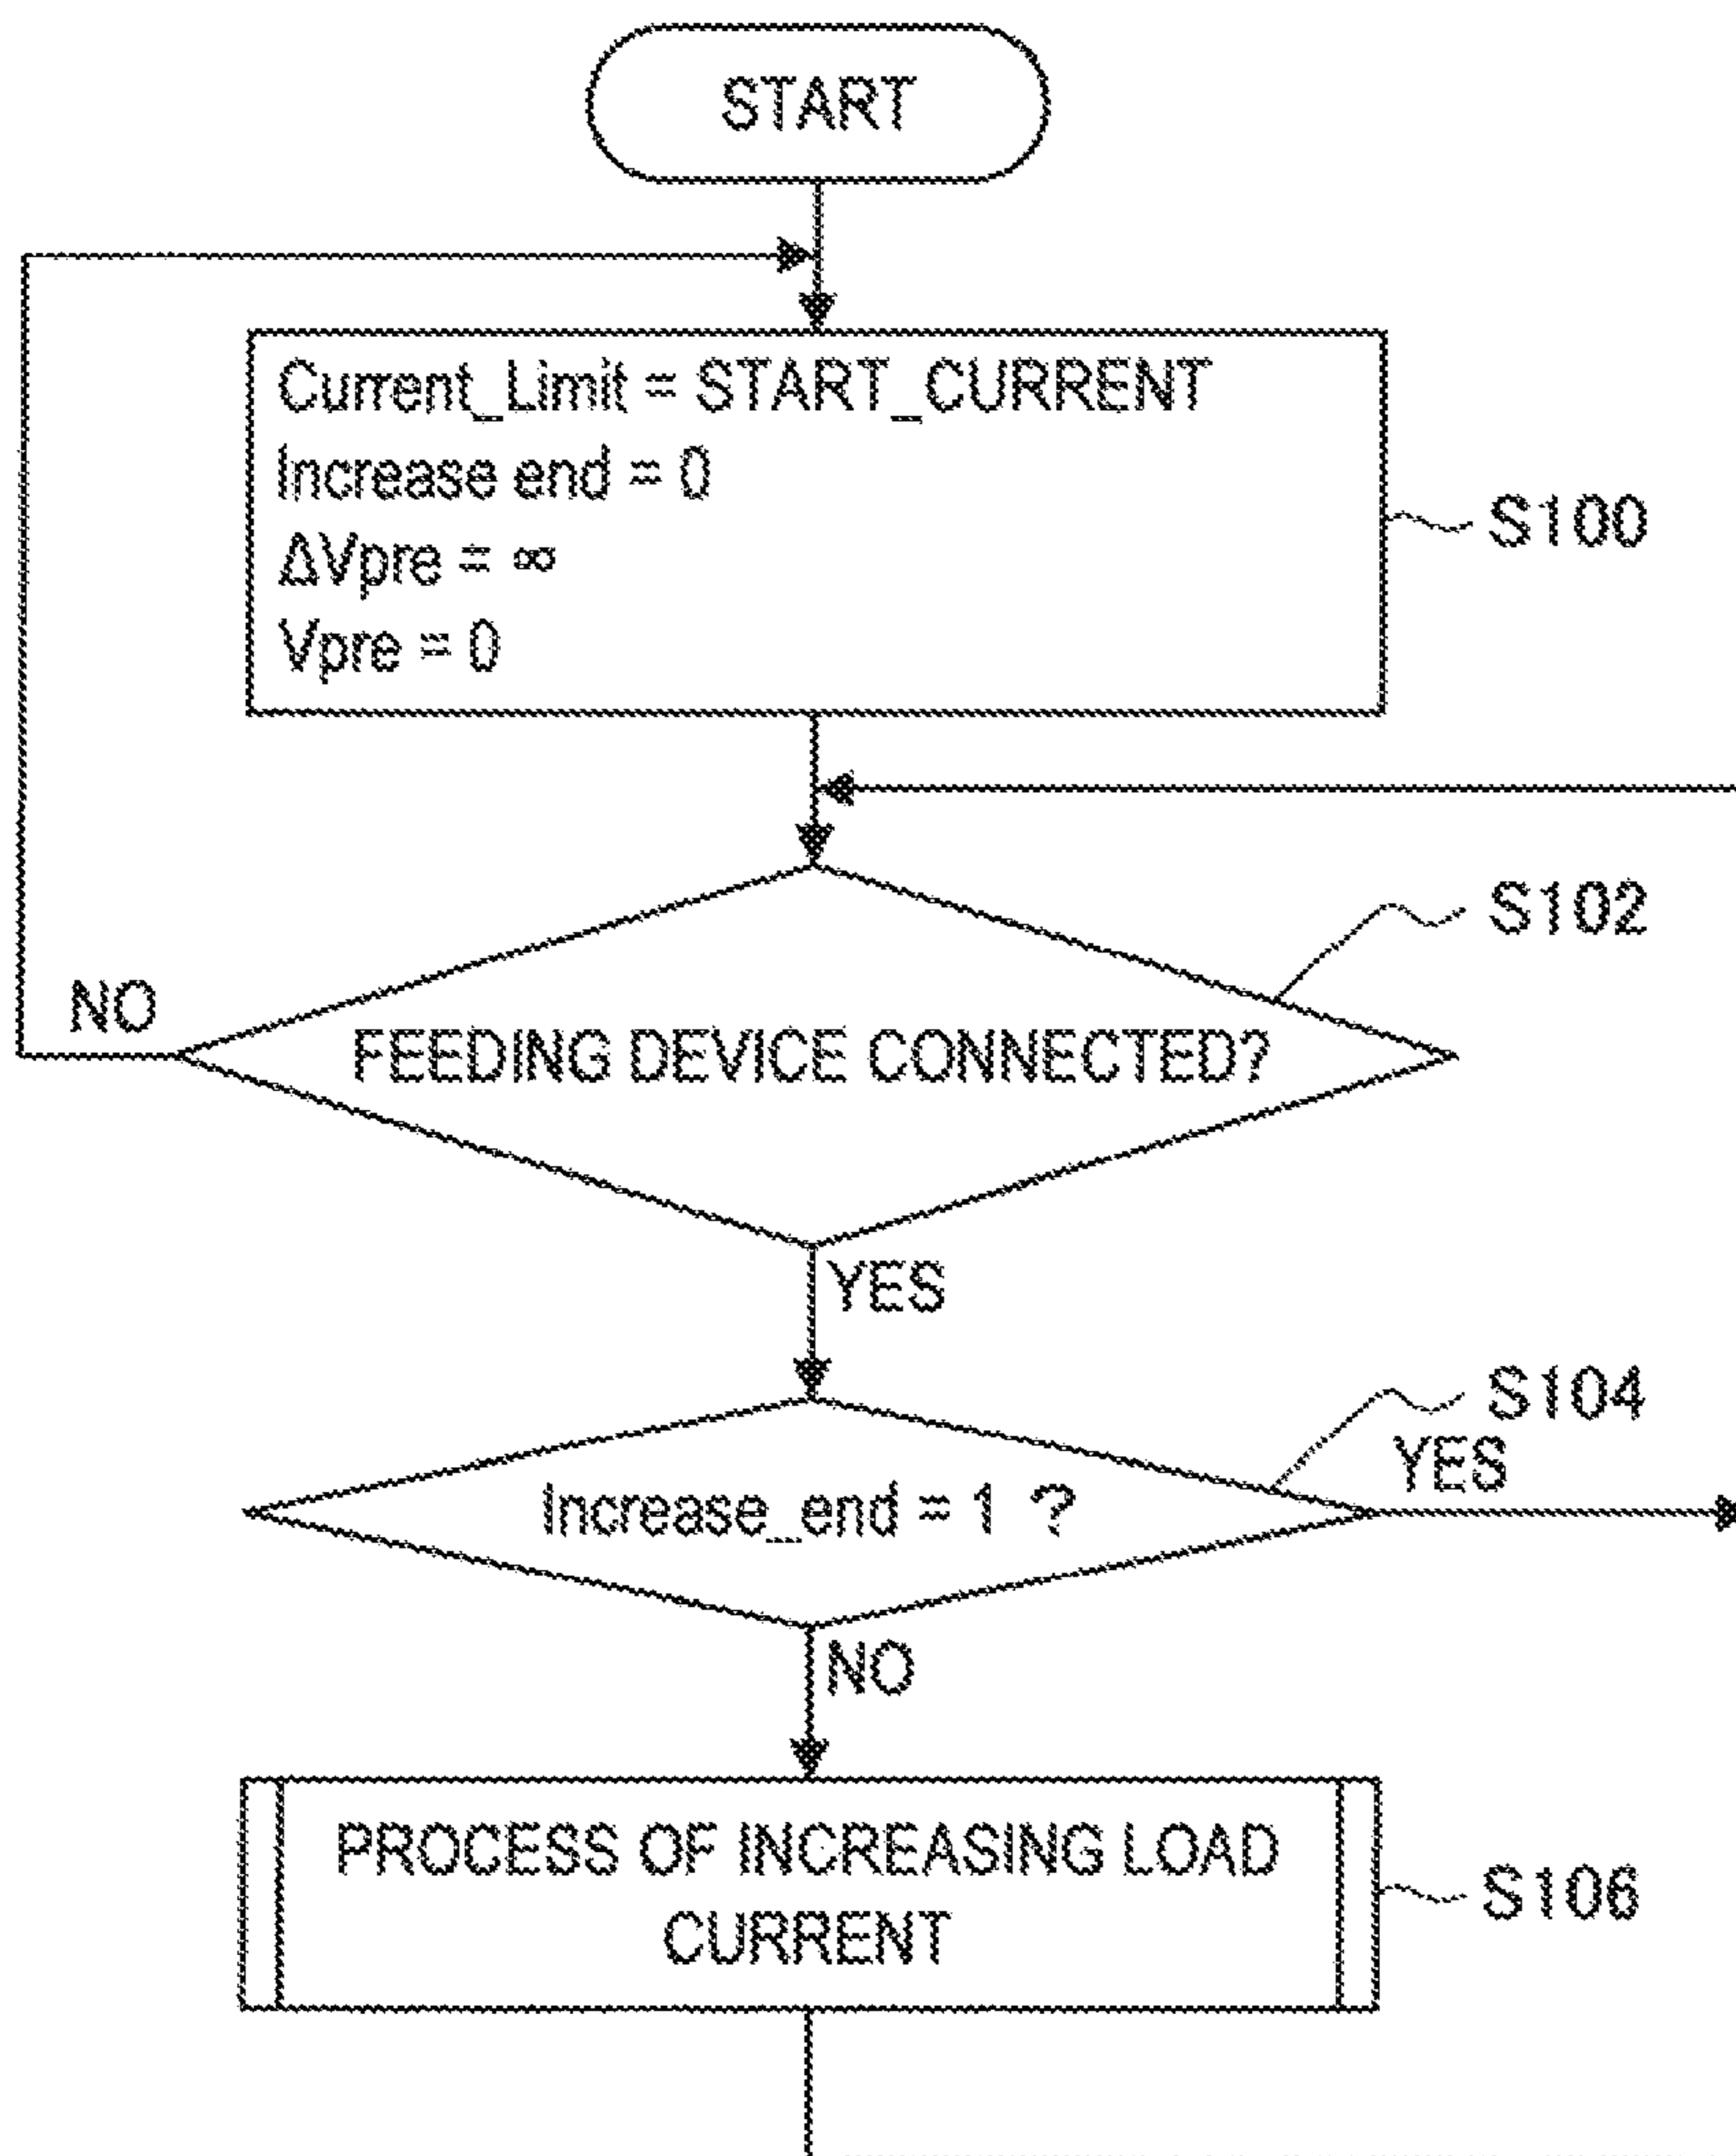 START
Current_Limit = START_CURRENT
Increase end = 0
ΔVpre = ∞
Vpre = 0
S100
S102
NO
FEEDING DEVICE CONNECTED?
YES
S104
YES
Increase_end = 1 ?
NO
PROCESS OF INCREASING LOAD
CURRENT
S106